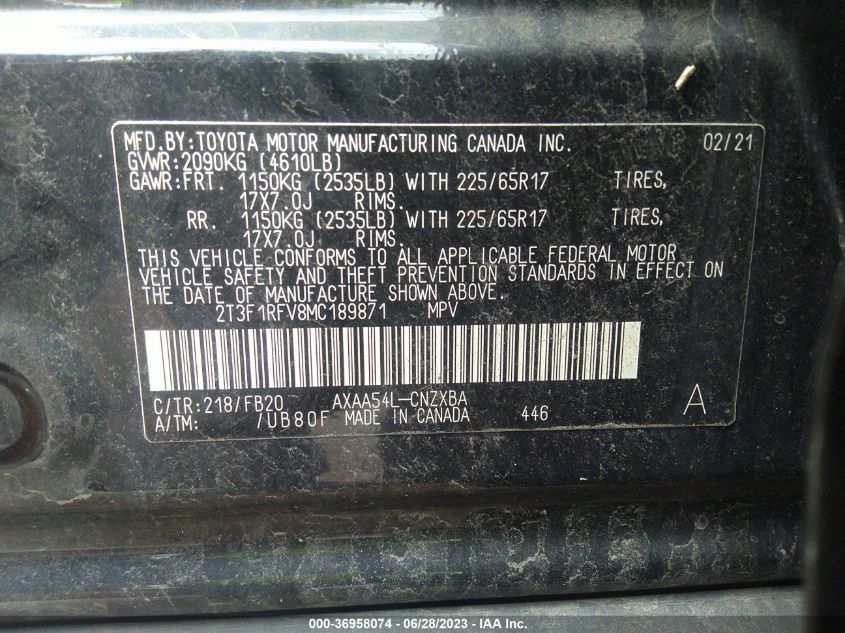 MFD.BY:TOYOTA MOTOR MANUFACTURING CANADA INC. 02/21
GVWR:2090KG (4610LB)
GAWR:FRT. 1150KG (2535LB) WITH 225/65R17 TIRES,
17X7.0J RIMS.
RR. 1150KG (2535LB) WITH 225/65R17 TIRES,
17X7.0J RIMS.
THIS VEHICLE CONFORMS TO ALL APPLICABLE FEDERAL MOTOR
VEHICLE SAFETY AND THEFT PREVENTION STANDARDS IN EFFECT ON
THE DATE OF MANUFACTURE SHOWN ABOVE.
2T3F1RFV8MC189871 MPV
C/TR:218/FB20 AXAA54L-CNZXBA
A/TM: /UB80F MADE IN CANADA 446 A
000-36958074 / 06/28/2023 - IAA Inc.